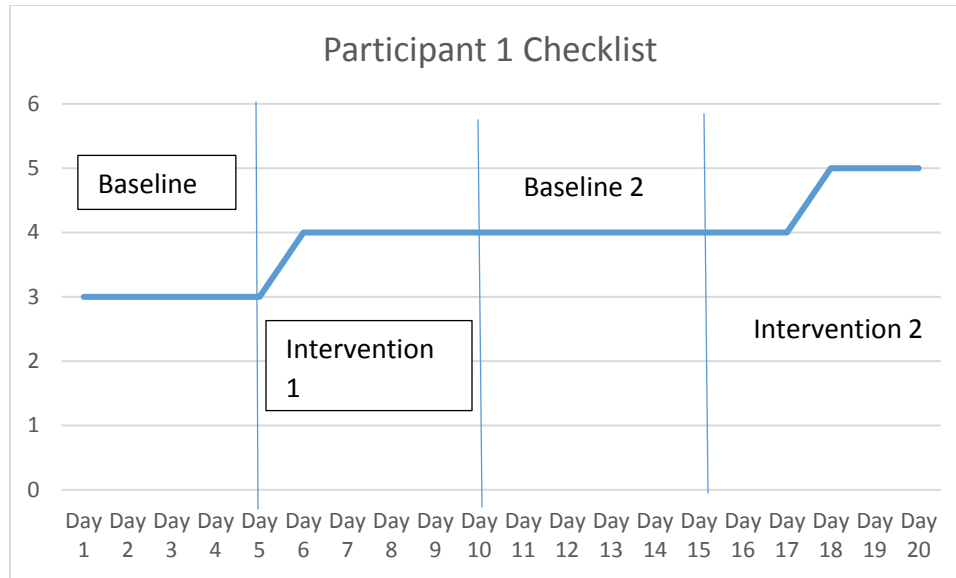 Participant 1 Checklist
6
5
4
3
2
1
0
Baseline
Baseline 2
Intervention
1
Intervention 2
Day Day Day Day Day Day Day Day Day Day Day Day Day Day Day Day Day Day Day Day
1 2 3 4 5 6 7 8 9 10 11 12 13 14 15 16 17 18 19 20